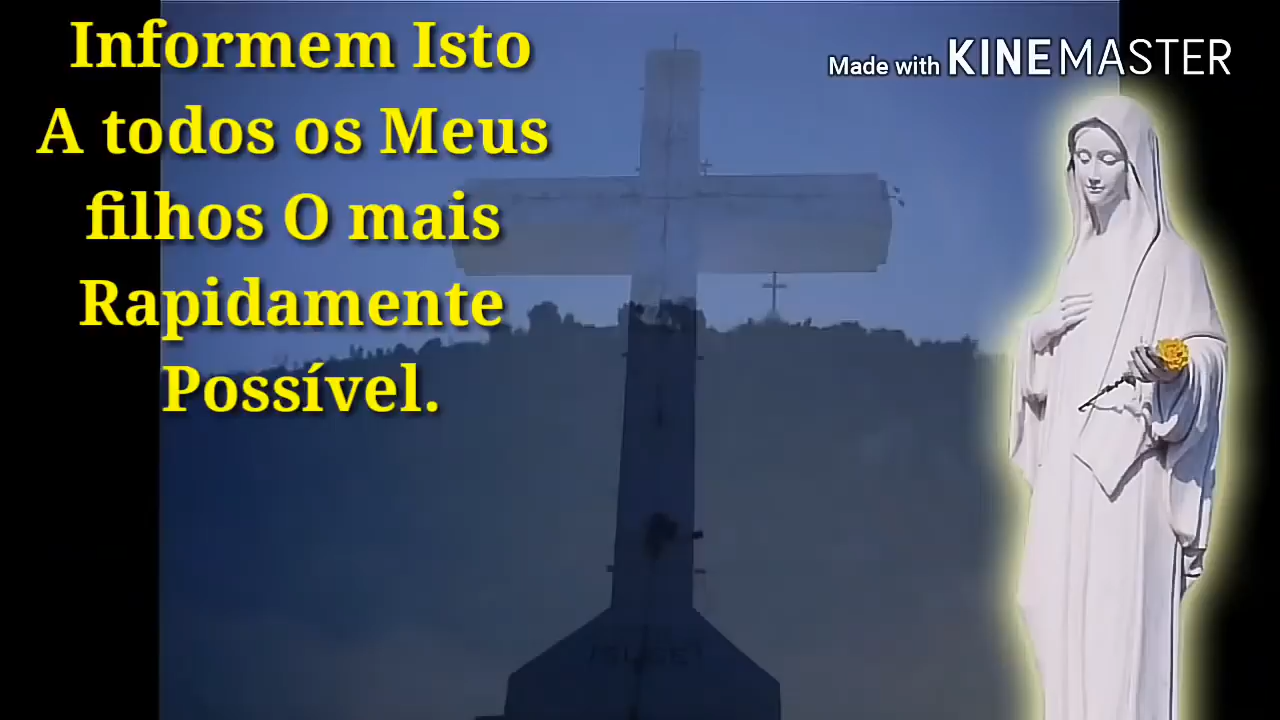 Informem Isto
A todos os Meus
filhos O mais
Rapidamente
Possível.
Made with KINEMASTER